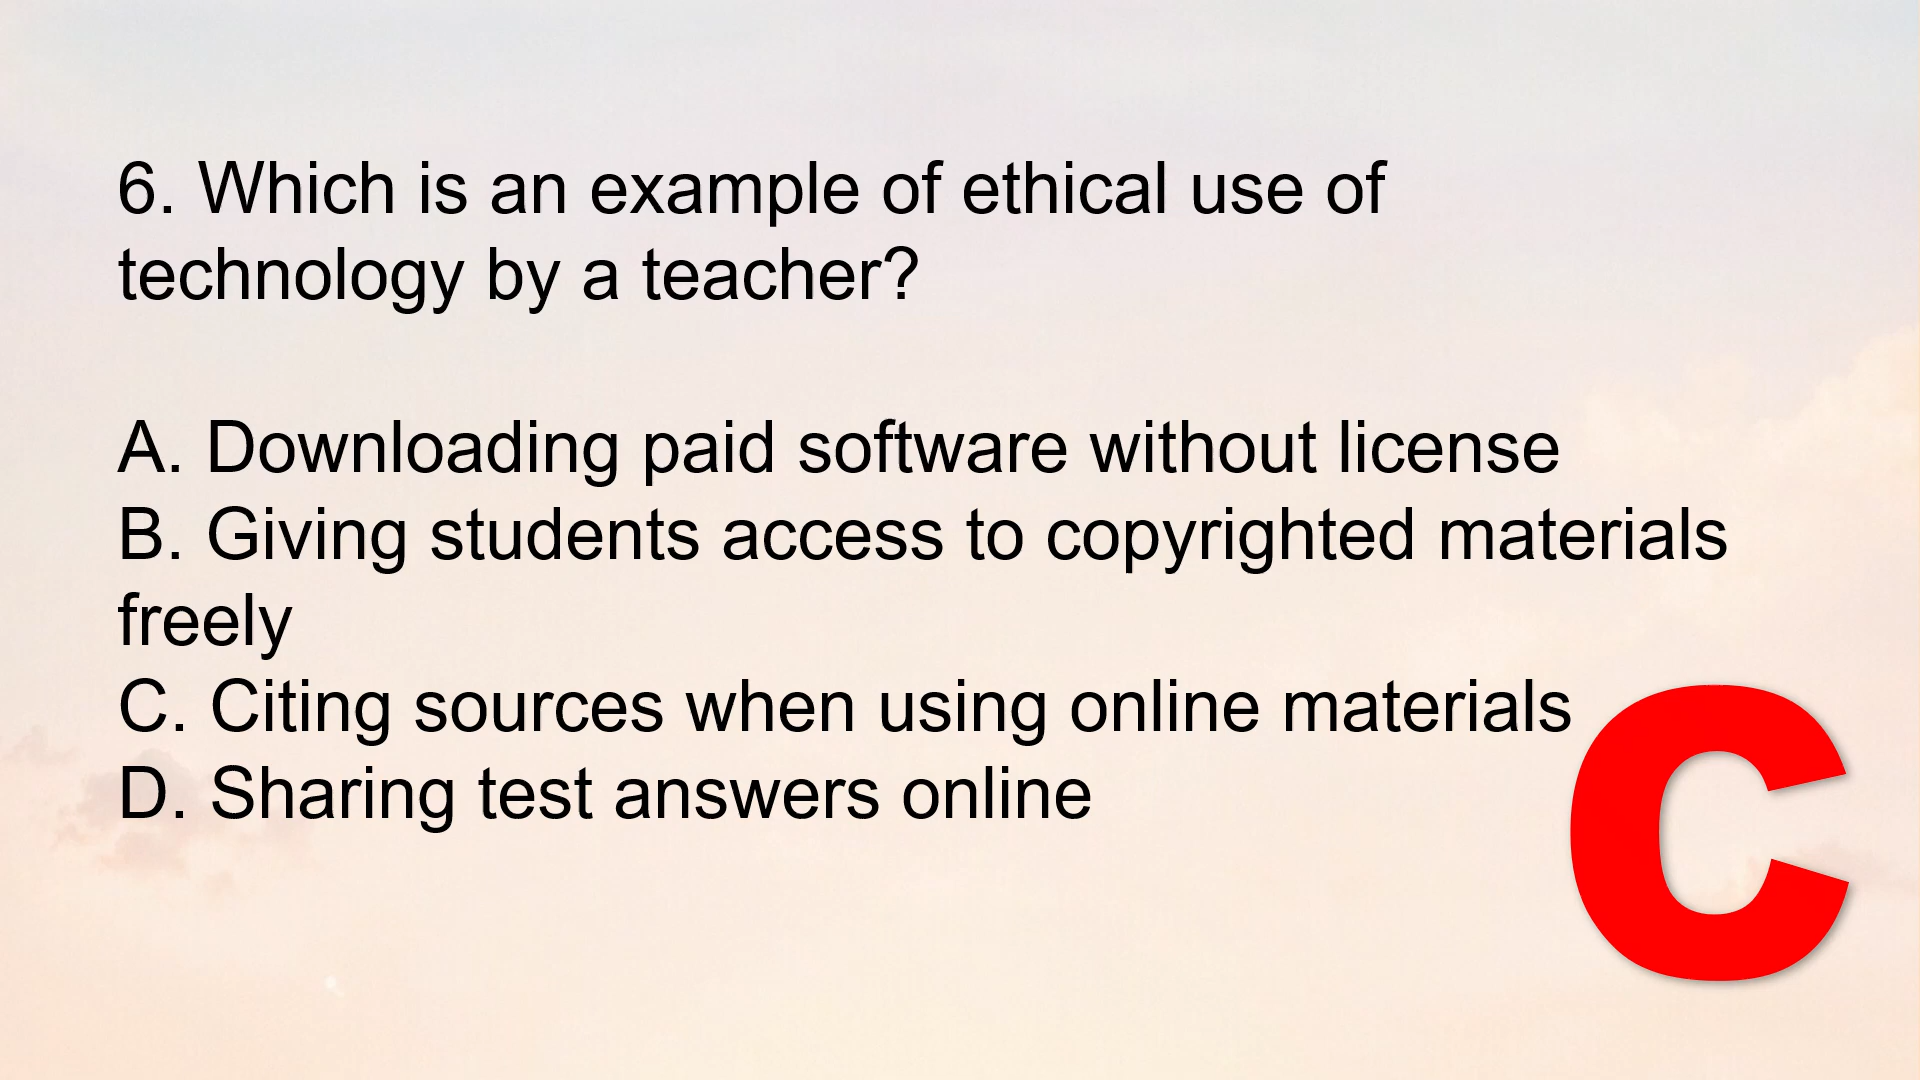 6. Which is an example of ethical use of
technology by a teacher?
A. Downloading paid software without license
B. Giving students access to copyrighted materials
freely
C. Citing sources when using online materials
D. Sharing test answers online
C